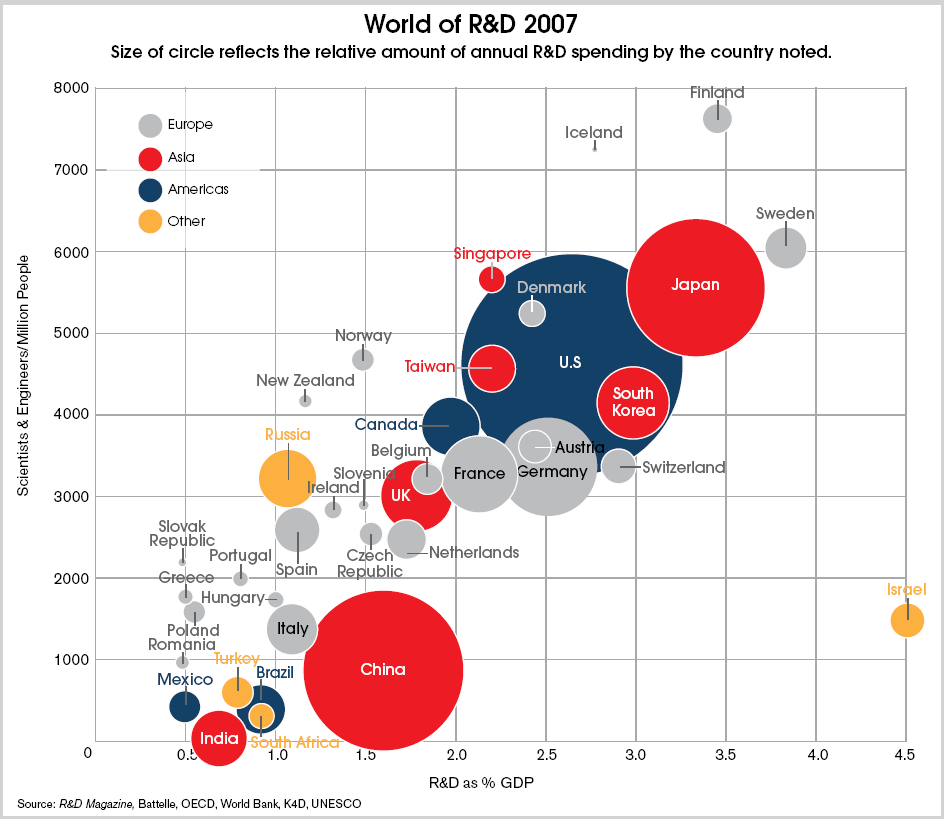 World of R&D 2007
Size of circle reflects the relative amount of annual R&D spending by the country noted.
8000
Finland
Europe
Iceland
Asia
7000
Americas
Other
Sweden
6000
Singapore
Japan
Denmark
5000
Norway
U.S
Taiwan
New Zealand
South
Korea
4000
Canada
Russia
Belgium
Austria
Scientists & Engineers/Million People
Slovenia
France
Germany
Switzerland
Ireland
UK
3000
Slovak
Republic
Portugal
Spain
Czech
Republic
Netherlands
2000
Greece
Hungary
Israel
Poland
Italy
Romania
1000
Turkey
Brazil
China
Mexico
India
South Africa
0
0.5
1.0
1.5
2.0
2.5
3.0
3.5
4.0
4.5
R&D as % GDP
Source: R&D Magazine, Battelle, OECD, World Bank, K4D, UNESCO